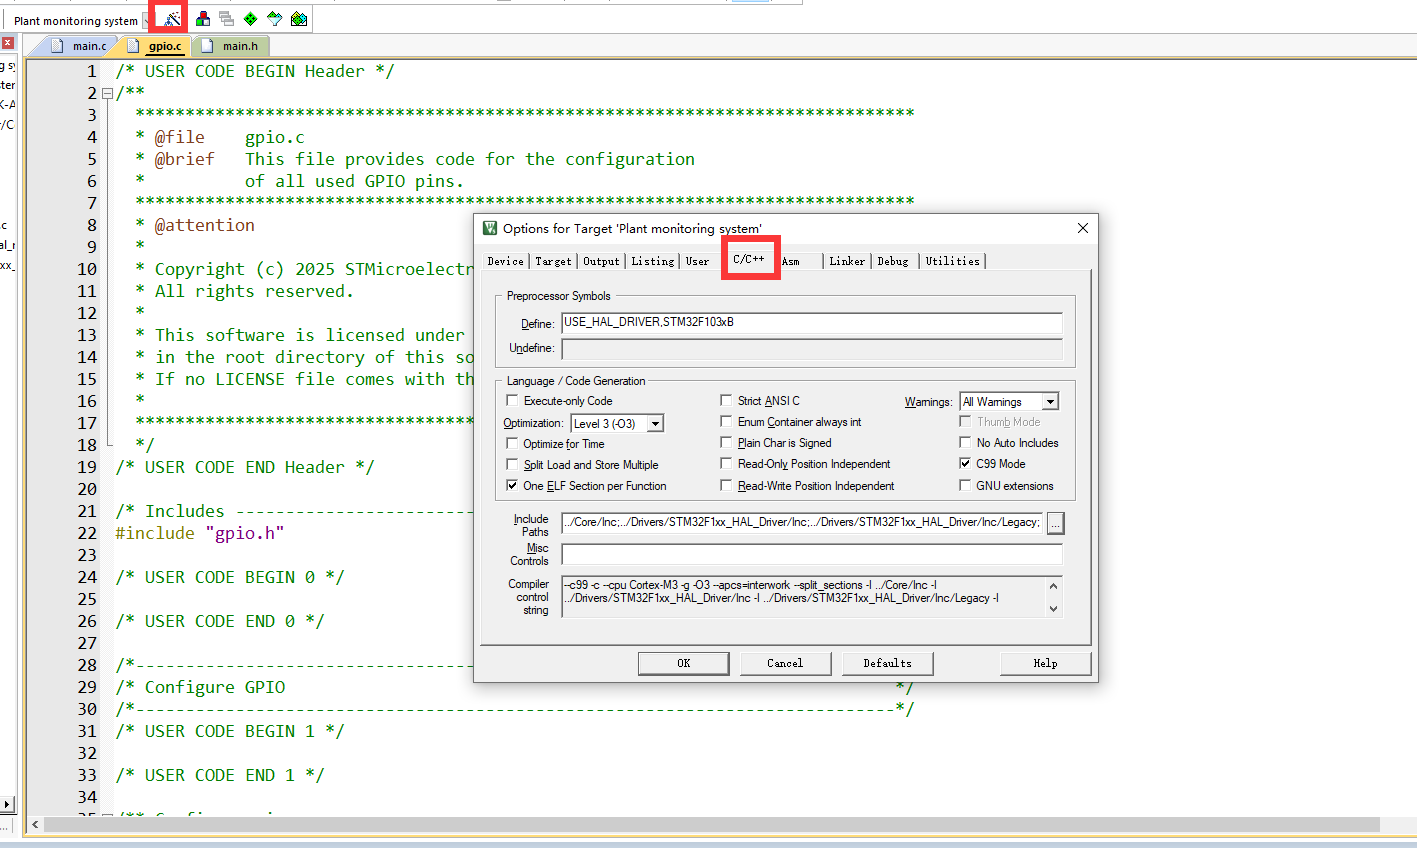 Plant monitoring system
main.c
gpio.c
main.h
1 /* USER CODE BEGIN Header */
2 /**
3 ******************************************************************************
4 * @file    gpio.c
5 * @brief   This file provides code for the configuration
6 *          of all used GPIO pins.
7 ******************************************************************************
8 * @attention
9 *
10 * Copyright (c) 2025 STMicroelectr
11 * All rights reserved.
12 *
13 * This software is licensed under
14 * in the root directory of this so
15 * If no LICENSE file comes with th
16 *
17 **********************************
18 */
19 /* USER CODE END Header */
20
21 /* Includes ------------------------
22 #include "gpio.h"
23
24 /* USER CODE BEGIN 0 */
25
26 /* USER CODE END 0 */
27
28 /*----------------------------------
29 /* Configure GPIO */
30 /*----------------------------------------------------------------------------*/
31 /* USER CODE BEGIN 1 */
32
33 /* USER CODE END 1 */
34
Options for Target 'Plant monitoring system'
Device Target Output Listing User C/C++ Asm Linker Debug Utilities
Preprocessor Symbols
Define: USE_HAL_DRIVER,STM32F103xB
Undefine:
Language / Code Generation
Execute-only Code
Strict ANSI C
Warnings: All Warnings
Optimization: Level 3 (-O3)
Enum Container always int
Thumb Mode
Optimize for Time
Plain Char is Signed
No Auto Includes
Split Load and Store Multiple
Read-Only Position Independent
C99 Mode
One ELF Section per Function
Read-Write Position Independent
GNU extensions
Include Paths
../Core/Inc;../Drivers/STM32F1xx_HAL_Driver/Inc;../Drivers/STM32F1xx_HAL_Driver/Inc/Legacy;
...
Misc Controls
Compiler control string
--c99 -c --cpu Cortex-M3 -g -O3 --apcs=interwork --split_sections -I ../Core/Inc -I
../Drivers/STM32F1xx_HAL_Driver/Inc -I ../Drivers/STM32F1xx_HAL_Driver/Inc/Legacy -I
OK Cancel Defaults Help